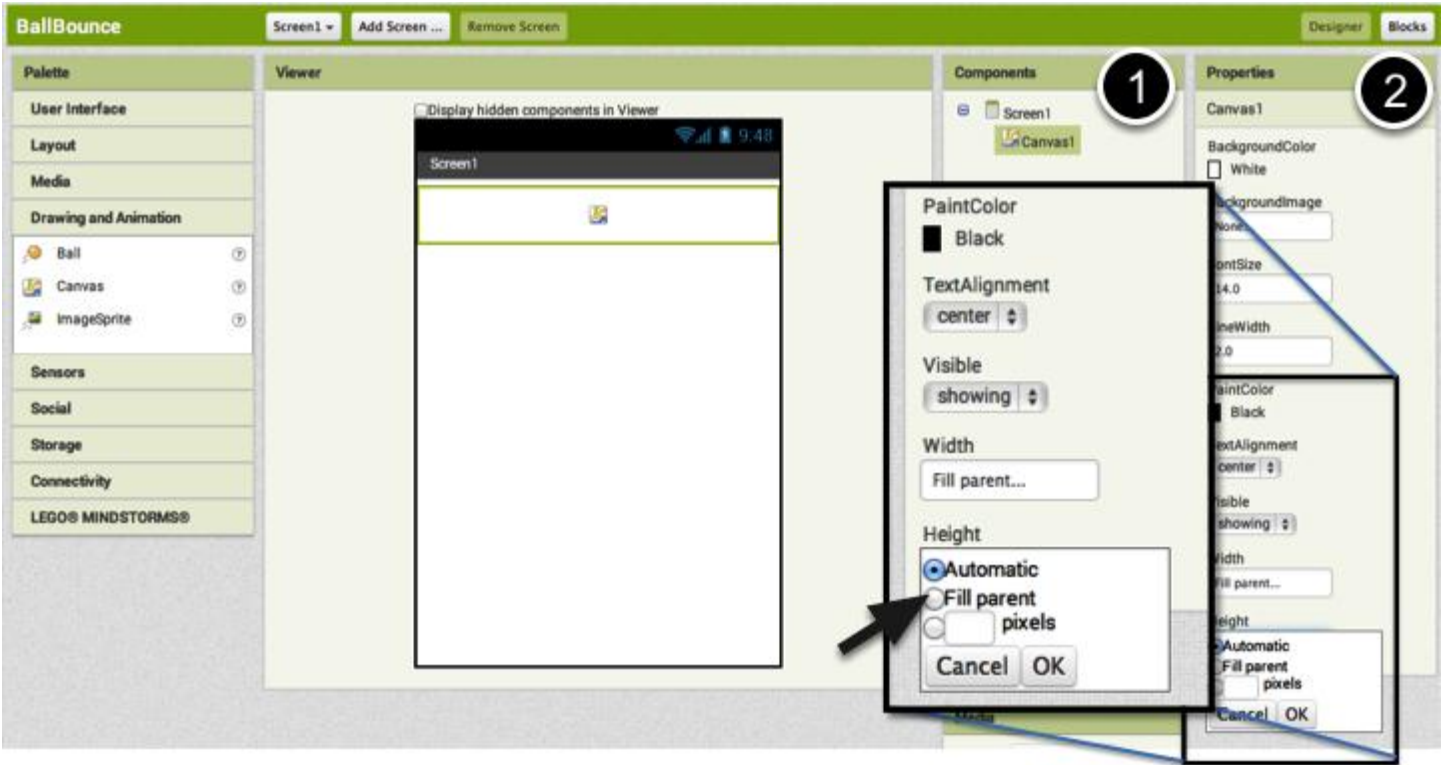 BallBounce
Screen1
Add Screen ...
Remove Screen
Designer
Blocks
Palette
User Interface
Layout
Media
Drawing and Animation
Ball
Canvas
ImageSprite
Sensors
Social
Storage
Connectivity
LEGO® MINDSTORMS®
Viewer
Display hidden components in Viewer
9:48
Screen1
Components
1
Screen1
Canvas1
PaintColor
Black
TextAlignment
center
Visible
showing
Width
Fill parent...
Height
Automatic
Fill parent
pixels
Cancel OK
Properties
2
Canvas1
BackgroundColor
White
2.0
Black
center
showing
Automatic
Fill parent
pixels
Cancel OK